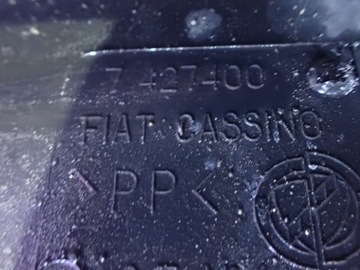 7 427400
FIAT CASSINO
>PP<